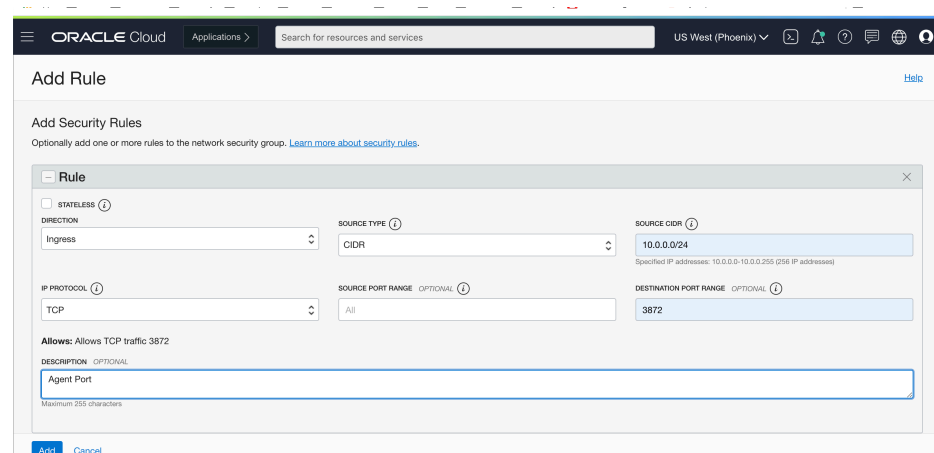 ORACLE Cloud Applications > Search for resources and services US West (Phoenix)
Add Rule Help
Add Security Rules
Optionally add one or more rules to the network security group. Learn more about security rules.
Rule
STATELESS i
DIRECTION SOURCE TYPE i SOURCE CIDR i
Ingress CIDR 10.0.0.0/24
Specified IP addresses: 10.0.0.0-10.0.0.255 (256 IP addresses)
IP PROTOCOL i SOURCE PORT RANGE OPTIONAL i DESTINATION PORT RANGE OPTIONAL i
TCP All 3872
Allows: Allows TCP traffic 3872
DESCRIPTION OPTIONAL
Agent Port
Maximum 255 characters
Add Cancel